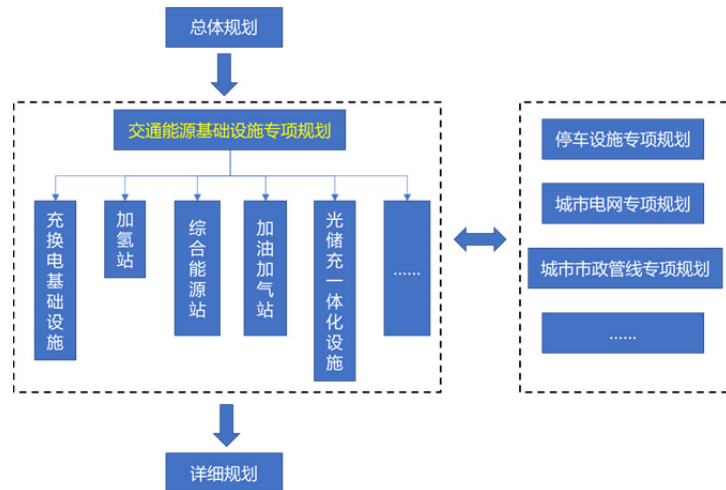 总体规划
交通能源基础设施专项规划
充换电基础设施
加氢站
综合能源站
加油加气站
光储充一体化设施
......
停车设施专项规划
城市电网专项规划
城市市政管线专项规划
......
详细规划